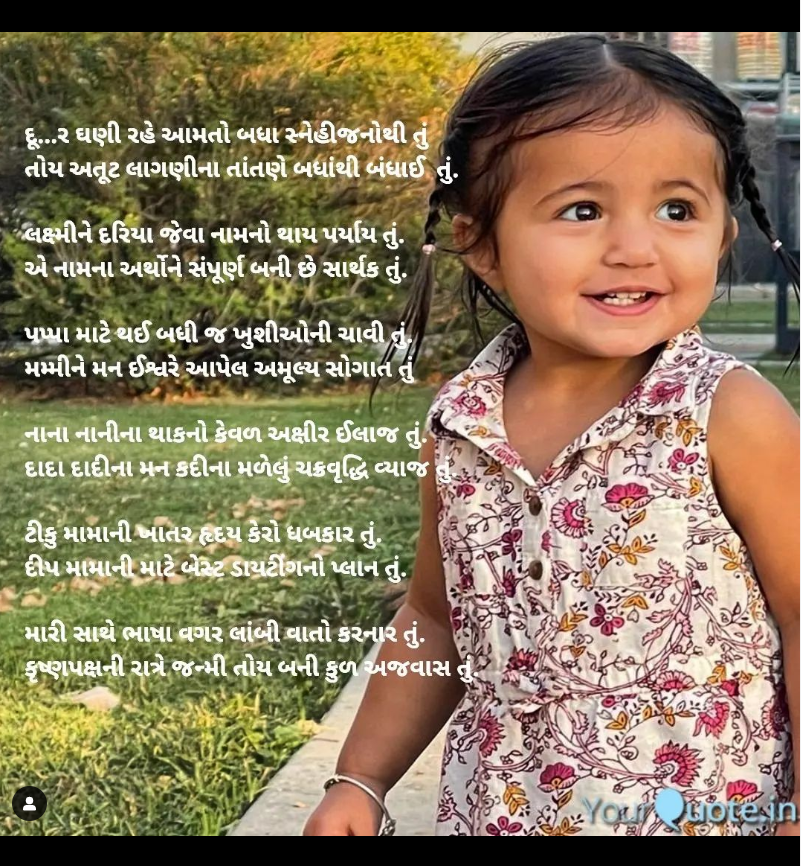 દૂ...ર ઘણી રહે આમતો બધા સ્નેહીજનોથી તું
તોય અતૂટ લાગણીના તાંતણે બધાંથી બંધાઈ તું.
લક્ષ્મીને દરિયા જેવા નામનો થાય પર્યાય તું.
એ નામના અર્થોને સંપૂર્ણ બની છે સાર્થક તું.
પપ્પા માટે થઈ બધી જ ખુશીઓની ચાવી તું.
મમ્મીને મન ઈશ્વરે આપેલ અમૂલ્ય સોગાત તું
નાના નાનીના થાકનો કેવળ અક્ષીર ઈલાજ તું.
દાદા દાદીના મન કદીના મળેલું ચક્રવૃદ્ધિ વ્યાજ તું.
ટીકુ મામાની ખાતર હૃદય કેરો ધબકાર તું.
દીપ મામાની માટે બેસ્ટ ડાયટીંગનો પ્લાન તું.
મારી સાથે ભાષા વગર લાંબી વાતો કરનાર તું.
કૃષ્ણપક્ષની રાત્રે જન્મી તોય બની કુળ અજવાસ તું.
YourQuote.in